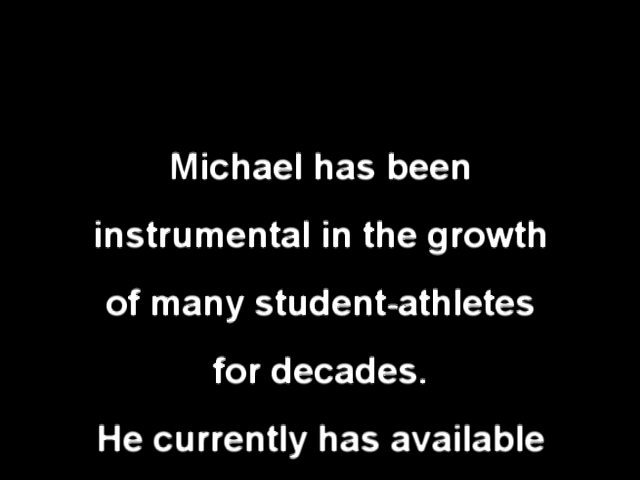 Michael has been
instrumental in the growth
of many student-athletes
for decades.
He currently has available